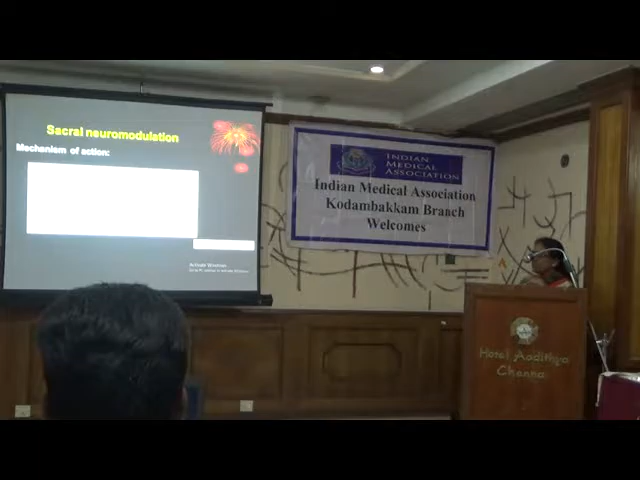 Sacral neuromodulation
Mechanism of action:
INDIAN
MEDICAL
ASSOCIATION
Indian Medical Association
Kodambakkam Branch
Welcomes
Hotel Aadithya
Chennai